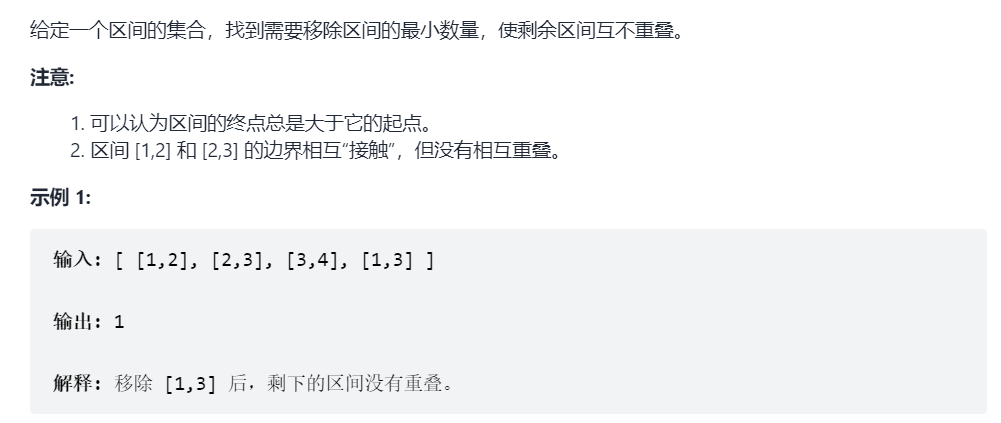 给定一个区间的集合，找到需要移除区间的最小数量，使剩余区间互不重叠。
注意:
1. 可以认为区间的终点总是大于它的起点。
2. 区间 [1,2] 和 [2,3] 的边界相互“接触”，但没有相互重叠。
示例 1:
输入: [ [1,2], [2,3], [3,4], [1,3] ]
输出: 1
解释: 移除 [1,3] 后，剩下的区间没有重叠。